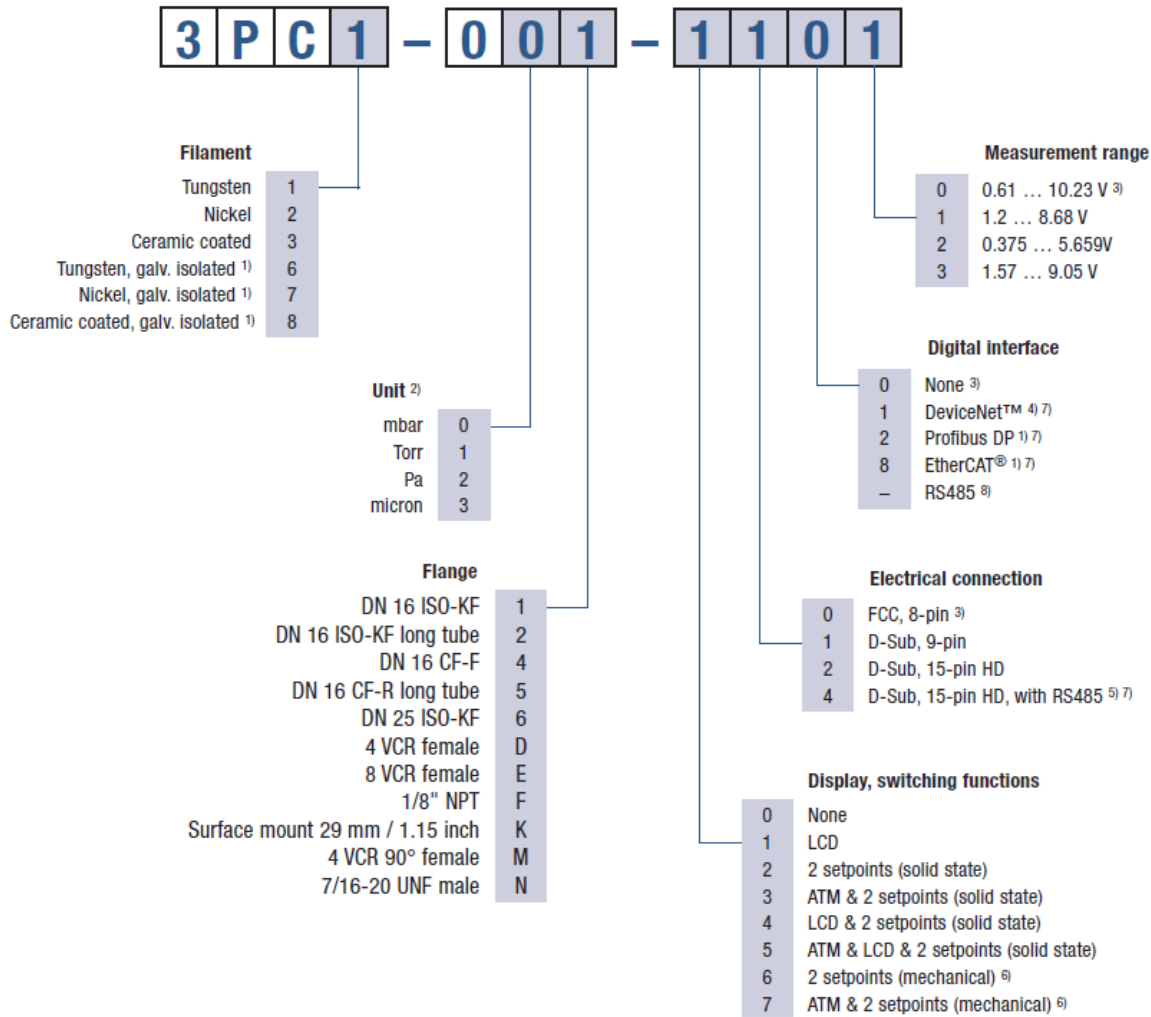 3 P C 1 – 0 0 1 – 1 1 0 1
Filament
Tungsten 1
Nickel 2
Ceramic coated 3
Tungsten, galv. isolated 1) 6
Nickel, galv. isolated 1) 7
Ceramic coated, galv. isolated 1) 8
Unit 2)
mbar 0
Torr 1
Pa 2
micron 3
Flange
DN 16 ISO-KF 1
DN 16 ISO-KF long tube 2
DN 16 CF-F 4
DN 16 CF-R long tube 5
DN 25 ISO-KF 6
4 VCR female D
8 VCR female E
1/8" NPT F
Surface mount 29 mm / 1.15 inch K
4 VCR 90° female M
7/16-20 UNF male N
Measurement range
0 0.61 … 10.23 V 3)
1 1.2 … 8.68 V
2 0.375 … 5.659V
3 1.57 … 9.05 V
Digital interface
0 None 3)
1 DeviceNet™ 4) 7)
2 Profibus DP 1) 7)
8 EtherCAT® 1) 7)
– RS485 8)
Electrical connection
0 FCC, 8-pin 3)
1 D-Sub, 9-pin
2 D-Sub, 15-pin HD
4 D-Sub, 15-pin HD, with RS485 5) 7)
Display, switching functions
0 None
1 LCD
2 2 setpoints (solid state)
3 ATM & 2 setpoints (solid state)
4 LCD & 2 setpoints (solid state)
5 ATM & LCD & 2 setpoints (solid state)
6 2 setpoints (mechanical) 6)
7 ATM & 2 setpoints (mechanical) 6)